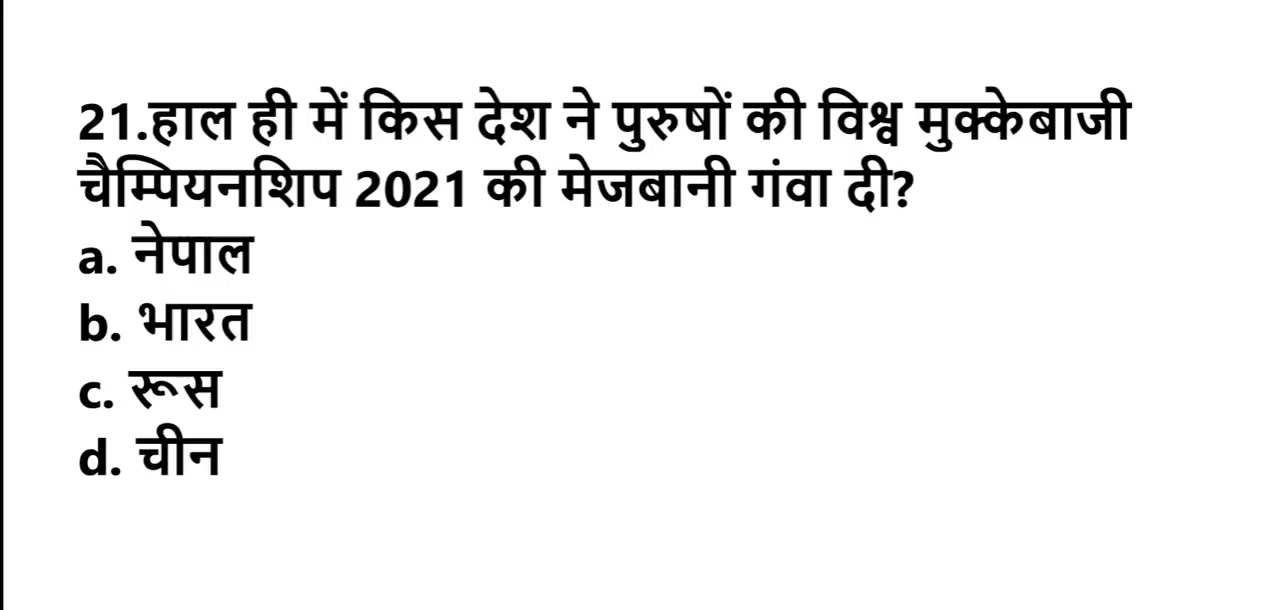 21.हाल ही में किस देश ने पुरुषों की विश्व मुक्केबाजी
चैम्पियनशिप 2021 की मेजबानी गंवा दी?
a. नेपाल
b. भारत
c. रूस
d. चीन